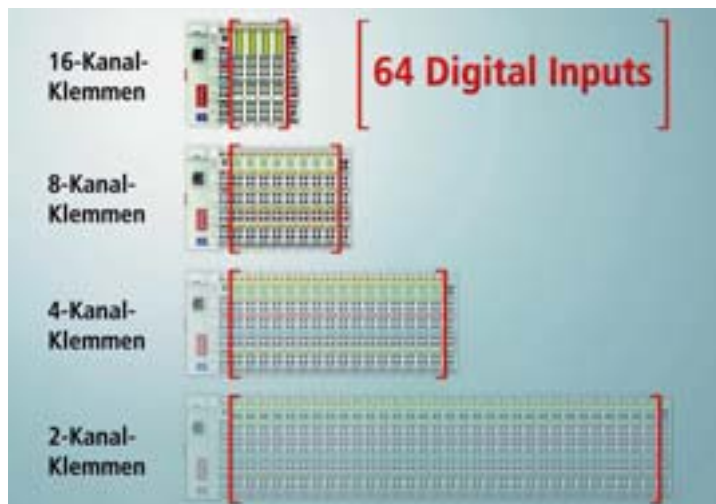 16-Kanal-
Klemmen
64 Digital Inputs
8-Kanal-
Klemmen
4-Kanal-
Klemmen
2-Kanal-
Klemmen